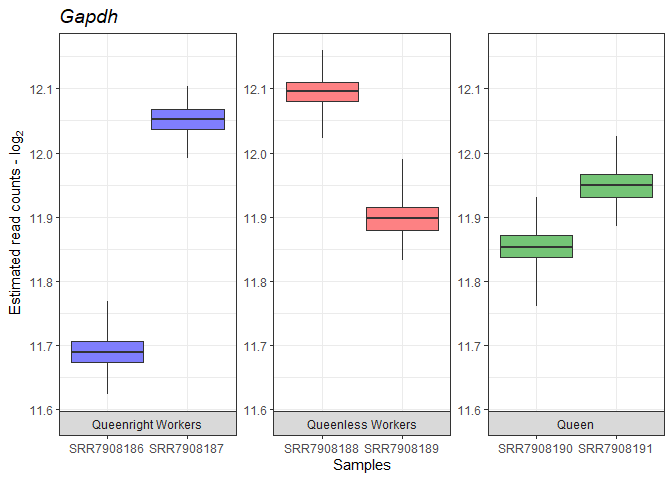 Gapdh
Estimated read counts - log2
12.1
12.0
11.9
11.8
11.7
11.6
12.1
12.0
11.9
11.8
11.7
11.6
12.1
12.0
11.9
11.8
11.7
11.6
Queenright Workers
Queenless Workers
Queen
SRR7908186 SRR7908187
SRR7908188 SRR7908189
SRR7908190 SRR7908191
Samples